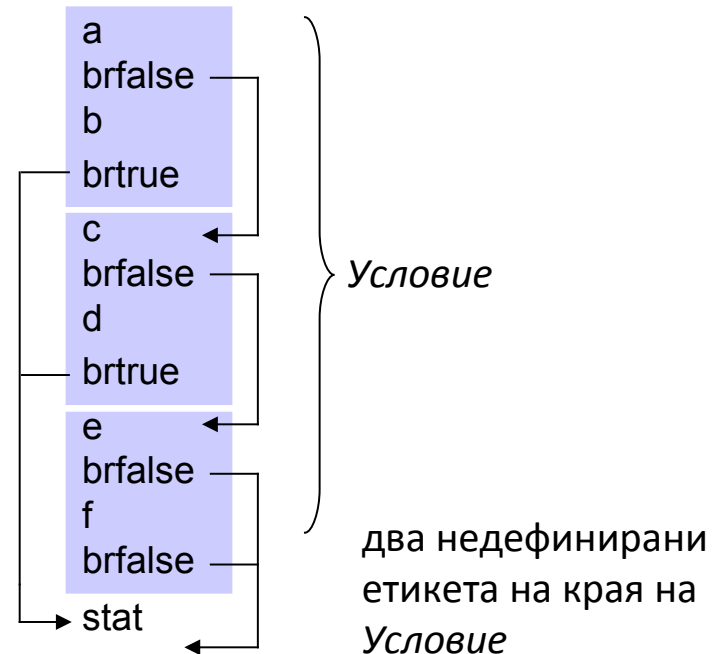 a
brfalse
b
brtrue
c
brfalse
d
brtrue
e
brfalse
f
brfalse
stat
Условие
два недефинирани
етикета на края на
Условие